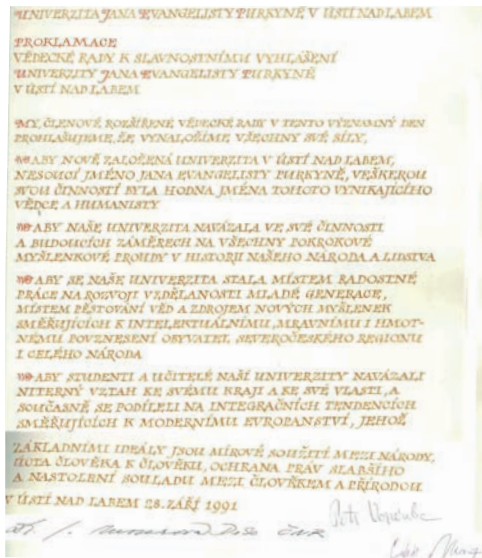 UNIVERZITA JANA EVANGELISTY PURKYNĚ V ÚSTÍ NAD LABEM
PROKLAMACE
VĚDECKÉ RADY K SLAVNOSTNÍMU VYHLÁŠENÍ
UNIVERZITY JANA EVANGELISTY PURKYNĚ
V ÚSTÍ NAD LABEM
MY, ČLENOVÉ ROZŠÍŘENÉ VĚDECKÉ RADY V TENTO VÝZNAMNÝ DEN
PROHLAŠUJEME, ŽE VYNALOŽÍME VŠECHNY SVÉ SÍLY,
ABY NOVĚ ZALOŽENÁ UNIVERZITA V ÚSTÍ NAD LABEM,
NESOUCÍ JMÉNO JANA EVANGELISTY PURKYNĚ, VEŠKEROU
SVOU ČINNOSTÍ BYLA HODNA JMÉNA TOHOTO VYNIKAJÍCÍHO
VĚDCE A HUMANISTY
ABY NAŠE UNIVERZITA NAVÁZALA VE SVÉ ČINNOSTI
A BUDOUCÍCH ZÁMĚRECH NA VŠECHNY POKROKOVÉ
MYŠLENKOVÉ PROUDY V HISTORII NAŠEHO NÁRODA A LIDSTVA
ABY SE NAŠE UNIVERZITA STALA MÍSTEM RADOSTNÉ
PRÁCE NA ROZVOJI VZDĚLANOSTI MLADÉ GENERACE,
MÍSTEM PĚSTOVÁNÍ VĚD A ZDROJEM NOVÝCH MYŠLENEK
SMĚŘUJÍCÍCH K INTELEKTUÁLNÍMU, MRAVNÍMU I HMOT-
NÉMU POVZNESENÍ OBYVATEL SEVEROČESKÉHO REGIONU
I CELÉHO NÁRODA
ABY STUDENTI A UČITELÉ NAŠÍ UNIVERZITY NAVÁZALI
NITERNÝ VZTAH KE SVÉMU KRAJI A KE SVÉ VLASTI, A
SOUČASNĚ SE PODÍLELI NA INTEGRAČNÍCH TENDENCÍCH
SMĚŘUJÍCÍCH K MODERNÍMU EVROPANSTVÍ, JEHOŽ
ZÁKLADNÍMI IDEÁLY JSOU MÍROVÉ SOUŽITÍ MEZI NÁRODY,
ÚCTA ČLOVĚKA K ČLOVĚKU, OCHRANA PRÁV SLABŠÍHO
A NASTOLENÍ SOULADU MEZI ČLOVĚKEM A PŘÍRODOU
V ÚSTÍ NAD LABEM 28. ZÁŘÍ 1991